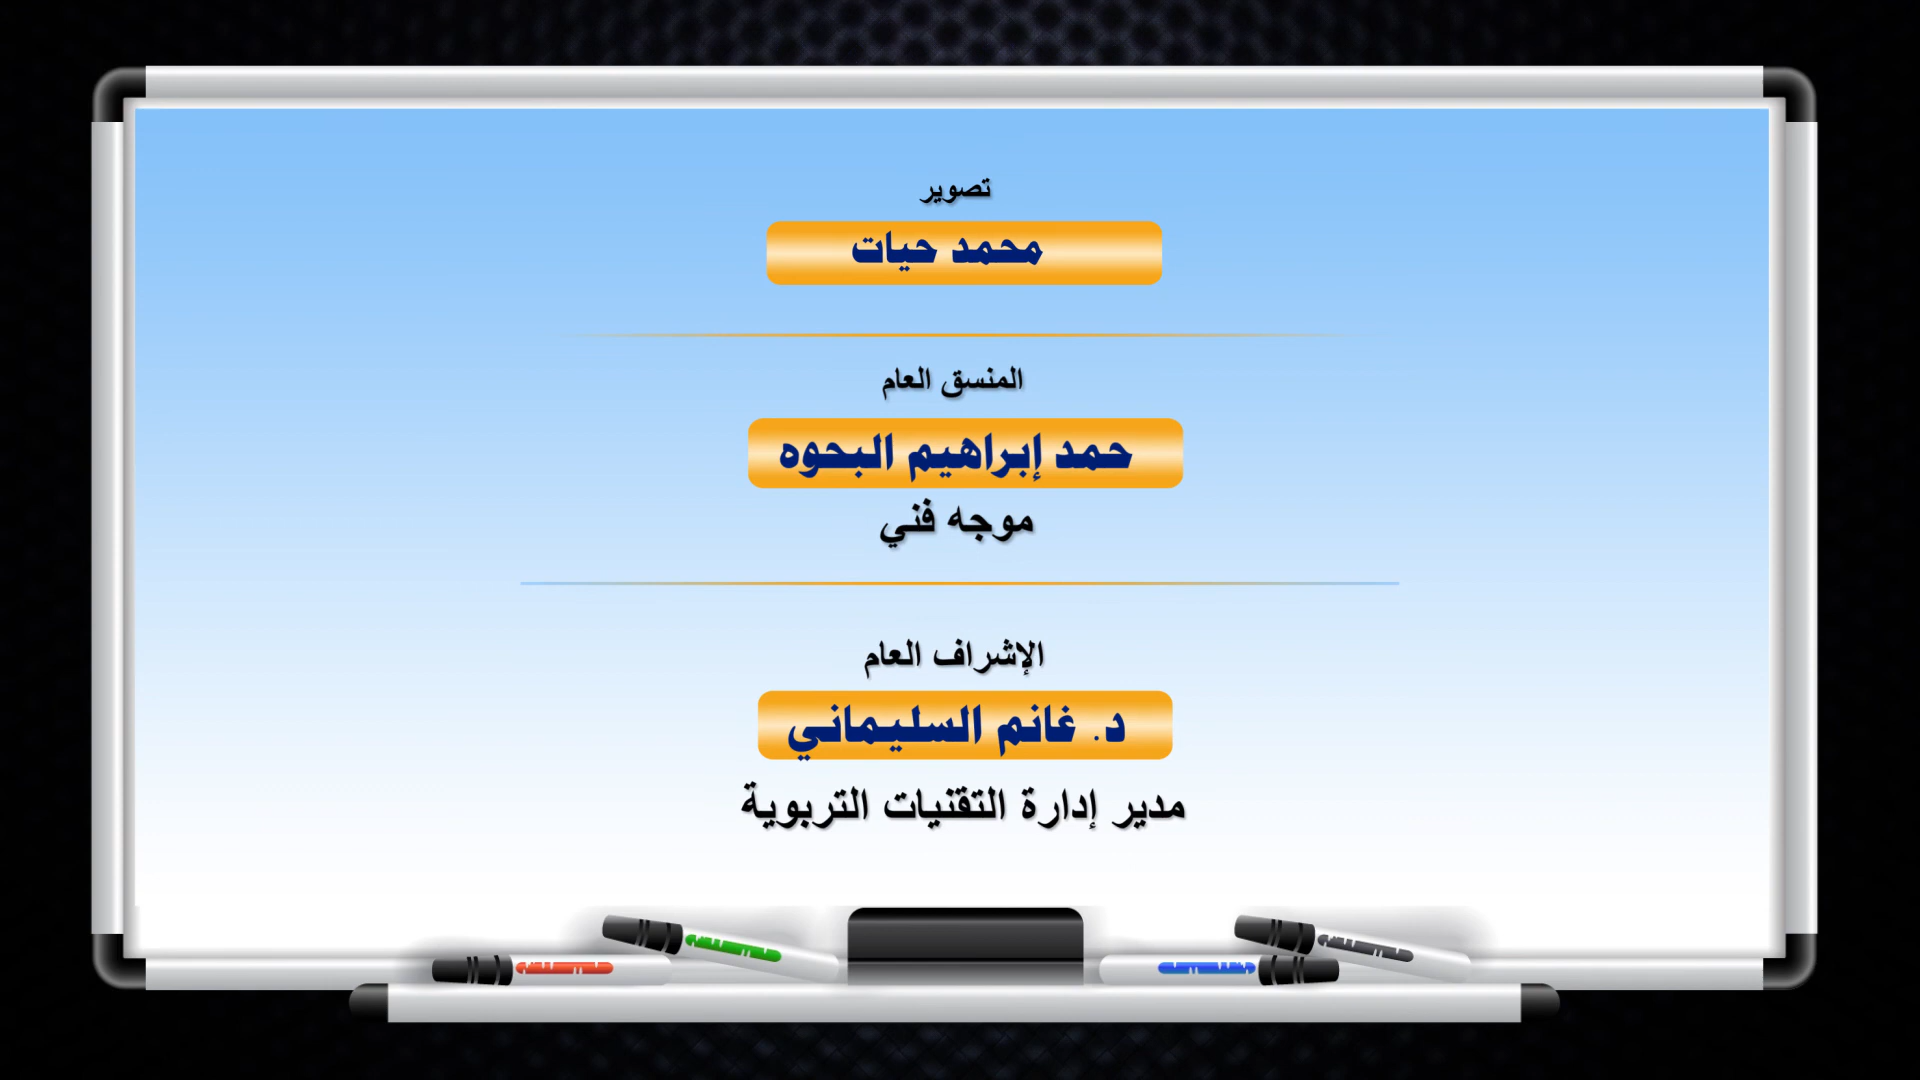 تصوير
محمد حيات
المنسق العام
حمد إبراهيم البحوه
موجه فني
الإشراف العام
د. غانم السليماني
مدير إدارة التقنيات التربوية